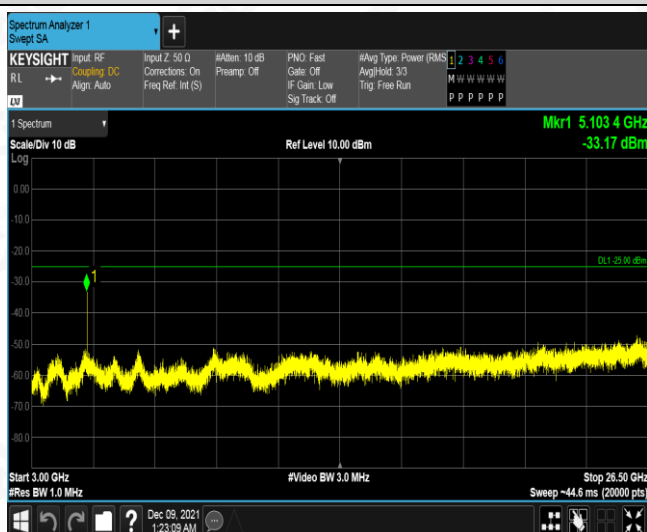 Spectrum Analyzer 1
Swept SA
KEYSIGHT
RL
Input: RF
Coupling: DC
Align: Auto
Input Z: 50 Ω
Corrections: On
Freq Ref: Int (S)
#Atten: 10 dB
Preamp: Off
PNO: Fast
Gate: Off
IF Gain: Low
Sig Track: Off
#Avg Type: Power (RMS
Avg|Hold: 3/3
Trig: Free Run
1 2 3 4 5 6
M W W W W W
P P P P P P
1 Spectrum
Mkr1 5.103 4 GHz
-33.17 dBm
Scale/Div 10 dB
Ref Level 10.00 dBm
Log
0.00
-10.0
-20.0
DL1 -25.00 dBm
1
-30.0
-40.0
-50.0
-60.0
-70.0
-80.0
Start 3.00 GHz
#Video BW 3.0 MHz
Stop 26.50 GHz
#Res BW 1.0 MHz
Sweep ~44.6 ms (20000 pts)
?
Dec 09, 2021
1:23:09 AM